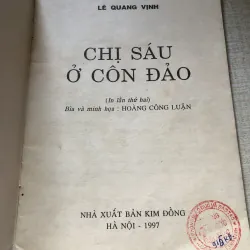 LÊ QUANG VỊNH
CHỊ SÁU
Ở CÔN ĐẢO
(In lần thứ hai)
Bìa và minh họa : HOÀNG CÔNG LUẬN
NHÀ XUẤT BẢN KIM ĐỒNG
HÀ NỘI - 1997